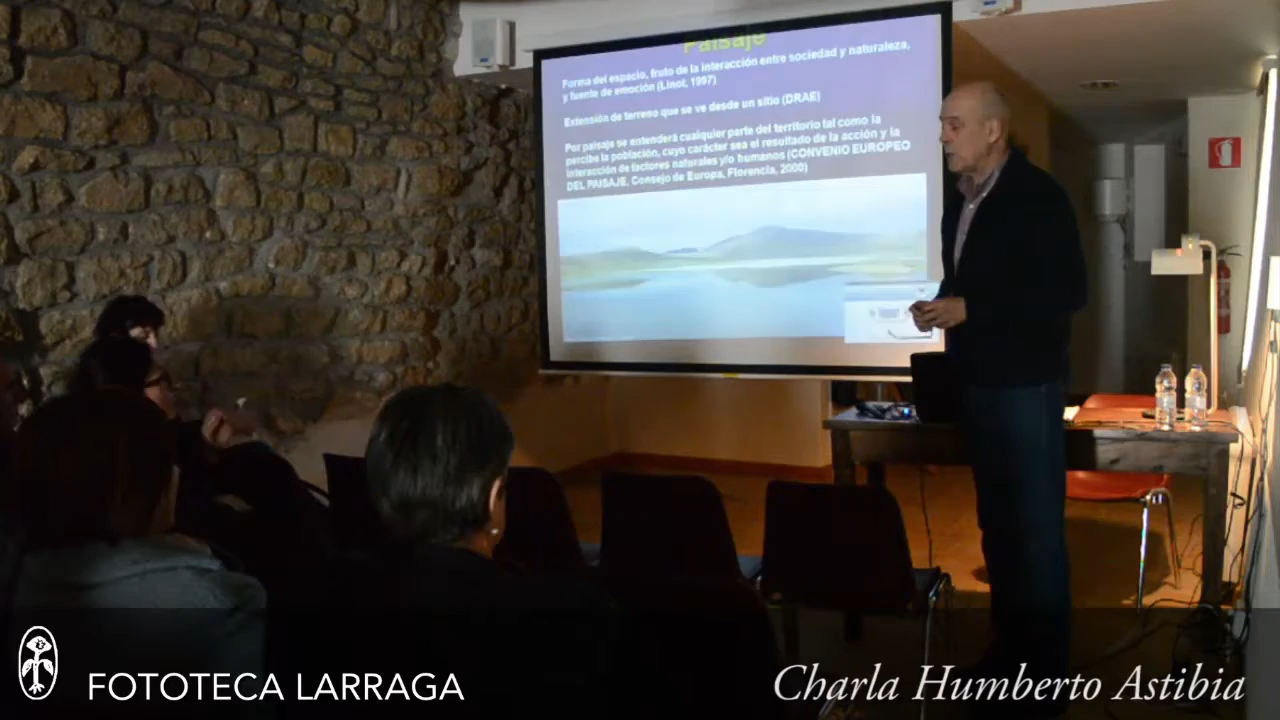 Paisaje
Forma del espacio, fruto de la interacción entre sociedad y naturaleza,
y fuente de emoción (Linot, 1997)
Extensión de terreno que se ve desde un sitio (DRAE)
Por paisaje se entenderá cualquier parte del territorio tal como la
percibe la población, cuyo carácter sea el resultado de la acción y la
interacción de factores naturales y/o humanos (CONVENIO EUROPEO
DEL PAISAJE, Consejo de Europa, Florencia, 2000)
FOTOTECA LARRAGA
Charla Humberto Astibia